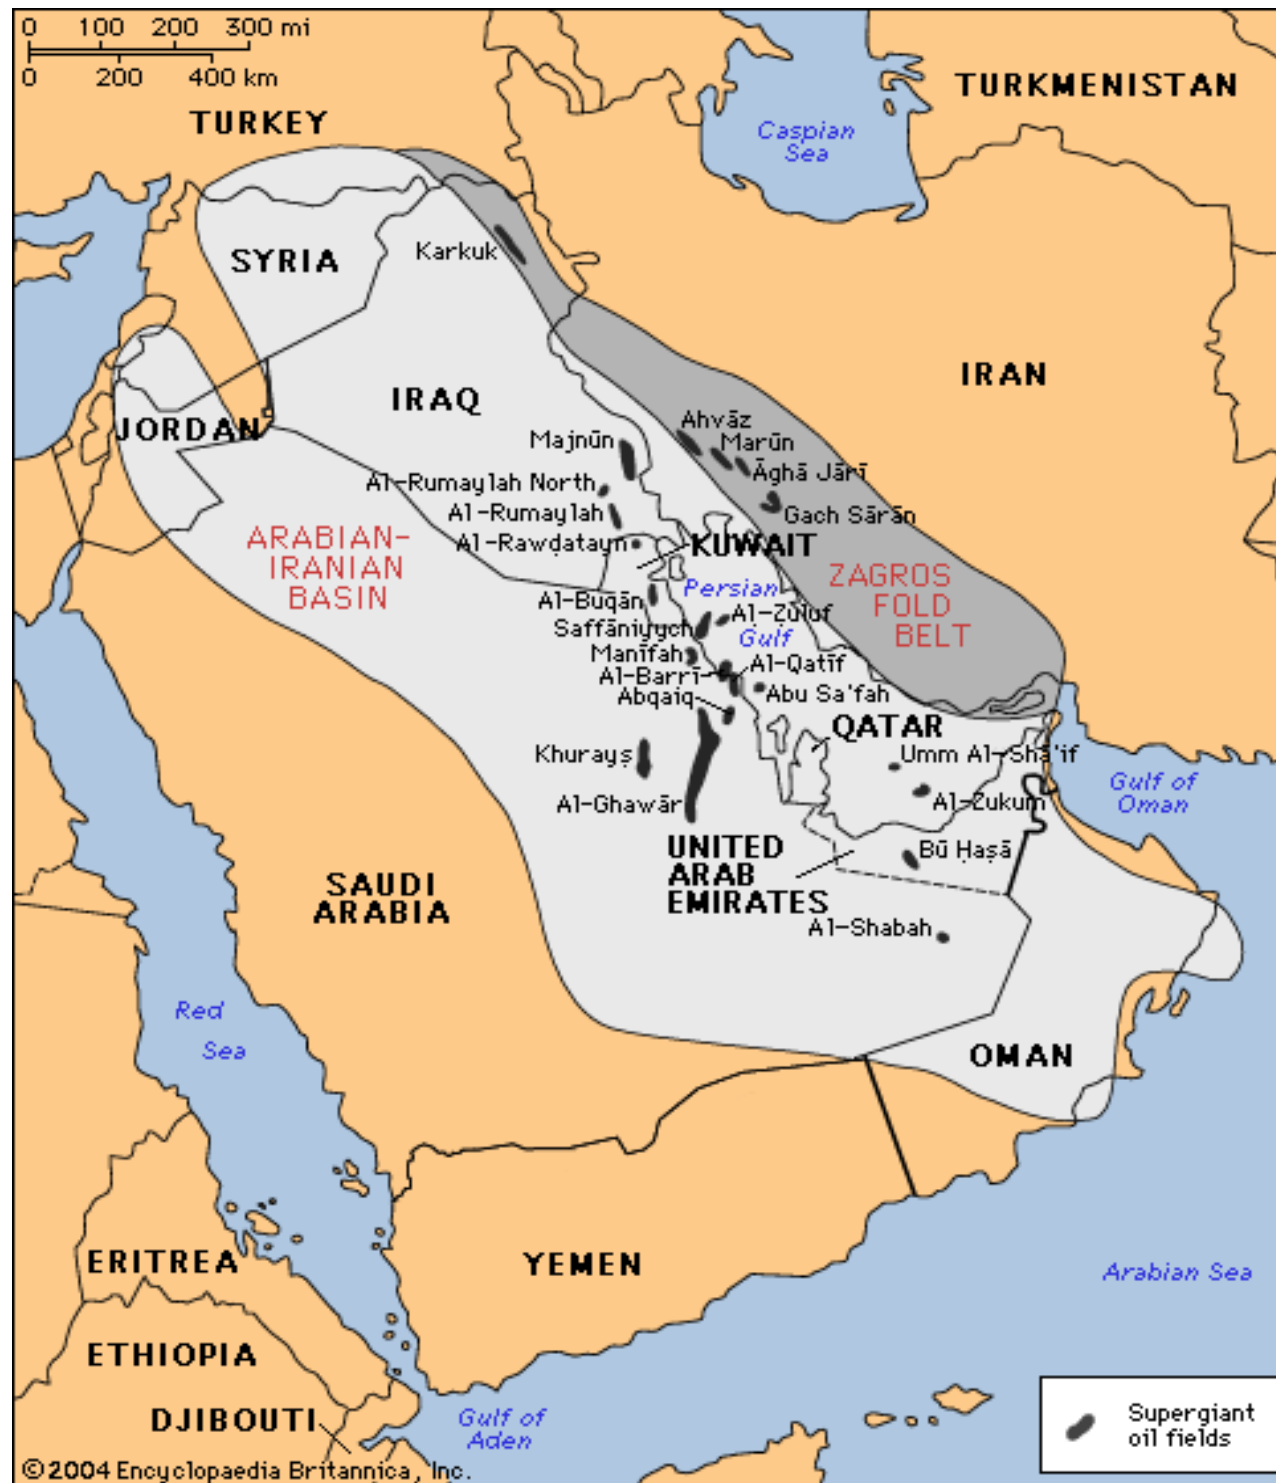 0 100 200 300 mi
0 200 400 km
TURKEY
TURKMENISTAN
Caspian
Sea
SYRIA
Karkuk
IRAN
IRAQ
JORDAN
Ahvāz
Majnūn
Marūn
Āghā Jārī
Al-Rumaylah North
Gach Sārān
Al-Rumaylah
Al-Rawḍatayn
KUWAIT
ARABIAN-
IRANIAN
BASIN
ZAGROS
FOLD
BELT
Persian
Gulf
Al-Buqān
Al-Ẓūluf
Saffāniyych
Manīfah
Al-Barrī
Al-Qatīf
Abqaiq
Abu Sa'fah
QATAR
Khurayṣ
Umm Al-Shā'if
Al-Ghawār
Al-Zukum
Gulf of
Oman
UNITED
ARAB
EMIRATES
Bū Ḥaṣā
SAUDI
ARABIA
Al-Shabah
Red
Sea
OMAN
ERITREA
YEMEN
Arabian Sea
ETHIOPIA
DJIBOUTI
Gulf of
Aden
Supergiant
oil fields
©2004 Encyclopaedia Britannica, Inc.